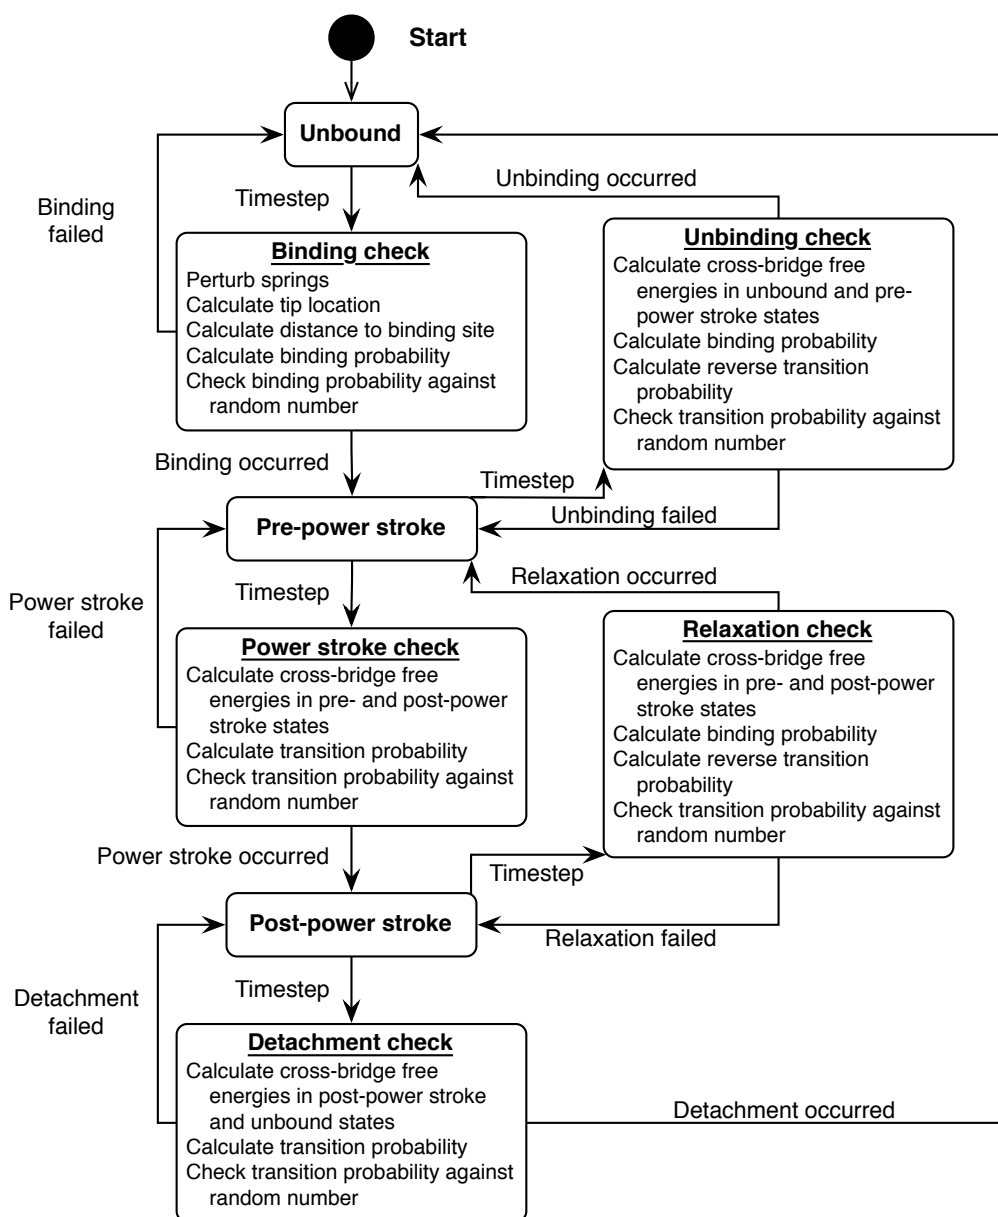 Start
Unbound
Timestep
Binding
failed
Binding check
Perturb springs
Calculate tip location
Calculate distance to binding site
Calculate binding probability
Check binding probability against
random number
Unbinding occurred
Unbinding check
Calculate cross-bridge free
energies in unbound and pre-
power stroke states
Calculate binding probability
Calculate reverse transition
probability
Check transition probability against
random number
Binding occurred
Timestep
Unbinding failed
Pre-power stroke
Timestep
Power stroke
failed
Power stroke check
Calculate cross-bridge free
energies in pre- and post-power
stroke states
Calculate transition probability
Check transition probability against
random number
Relaxation occurred
Relaxation check
Calculate cross-bridge free
energies in pre- and post-power
stroke states
Calculate binding probability
Calculate reverse transition
probability
Check transition probability against
random number
Power stroke occurred
Timestep
Relaxation failed
Post-power stroke
Timestep
Detachment
failed
Detachment check
Calculate cross-bridge free
energies in post-power stroke
and unbound states
Calculate transition probability
Check transition probability against
random number
Detachment occurred